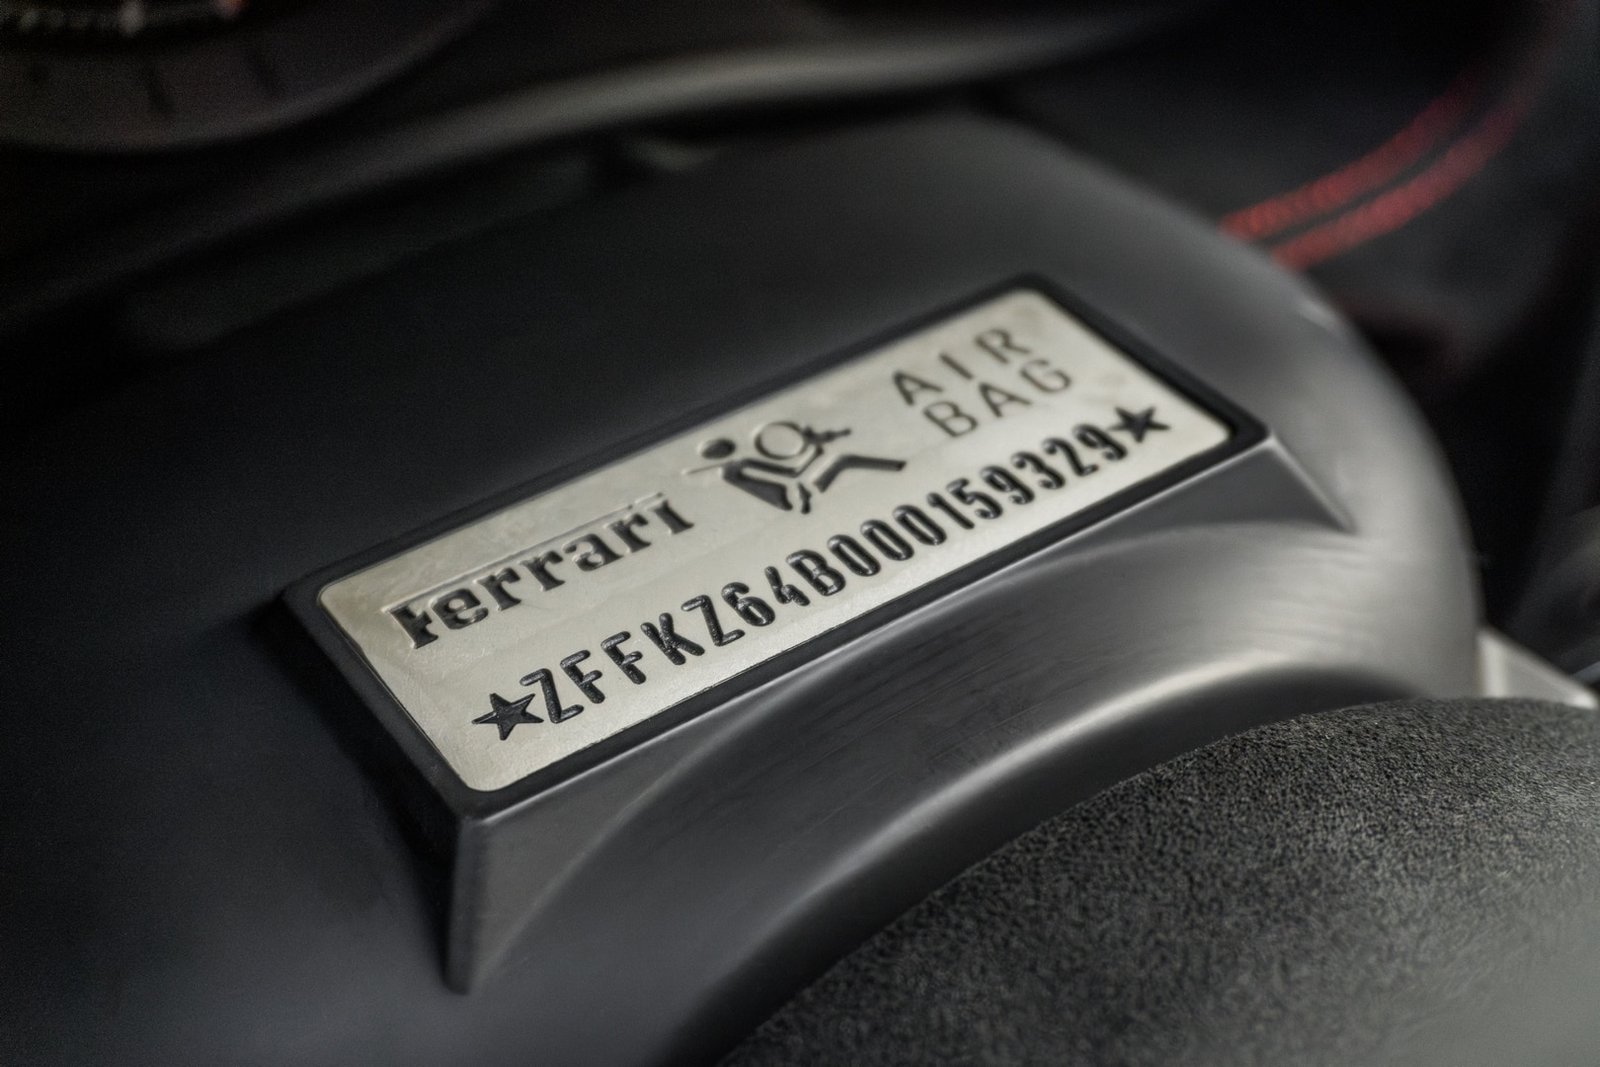 Ferrari
AIR
BAG
★ZFFKZ64B000159329★